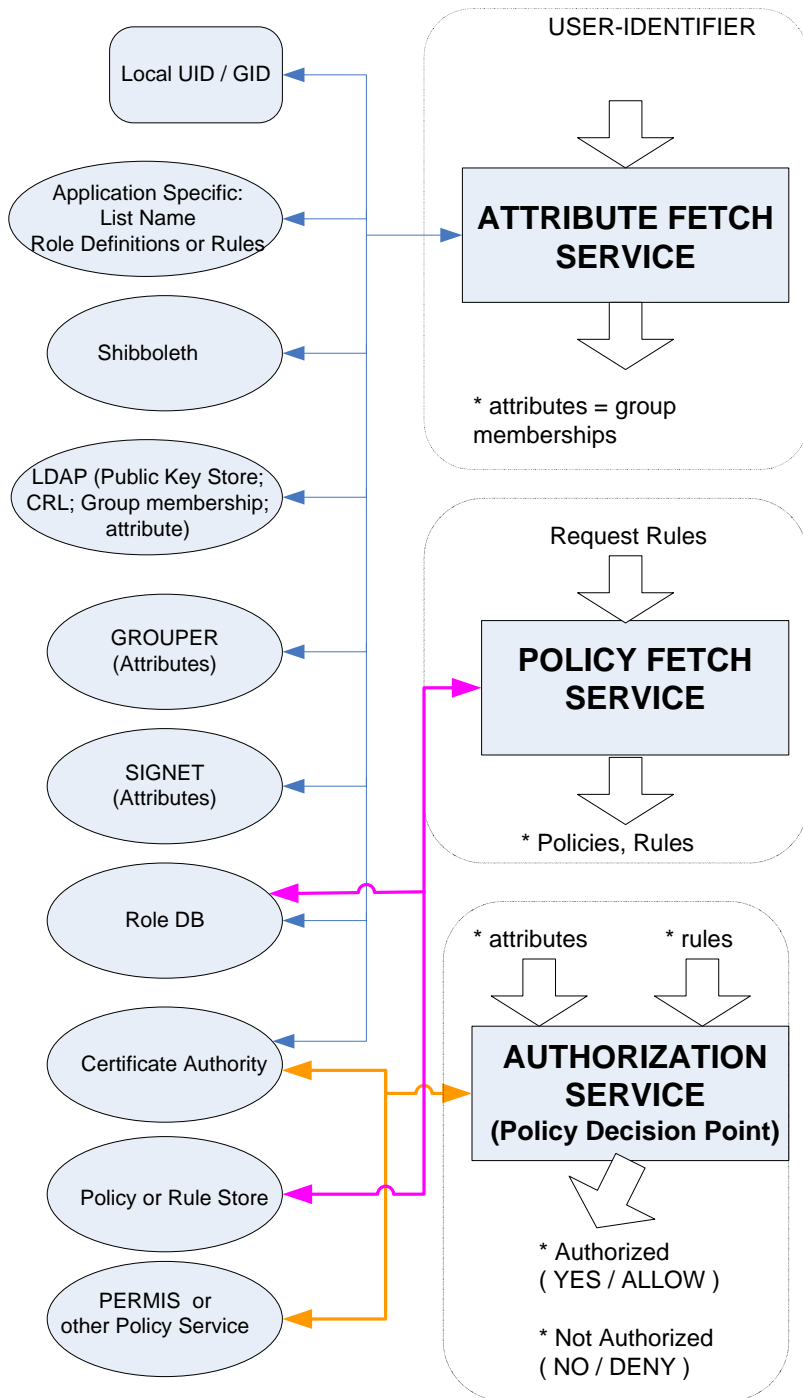 Local UID / GID
Application Specific:
List Name
Role Definitions or Rules
Shibboleth
LDAP (Public Key Store;
CRL; Group membership;
attribute)
GROUPER
(Attributes)
SIGNET
(Attributes)
Role DB
Certificate Authority
Policy or Rule Store
PERMIS or
other Policy Service
USER-IDENTIFIER
ATTRIBUTE FETCH
SERVICE
* attributes = group
memberships
Request Rules
POLICY FETCH
SERVICE
* Policies, Rules
* attributes
* rules
AUTHORIZATION
SERVICE
(Policy Decision Point)
* Authorized
( YES / ALLOW )
* Not Authorized
( NO / DENY )